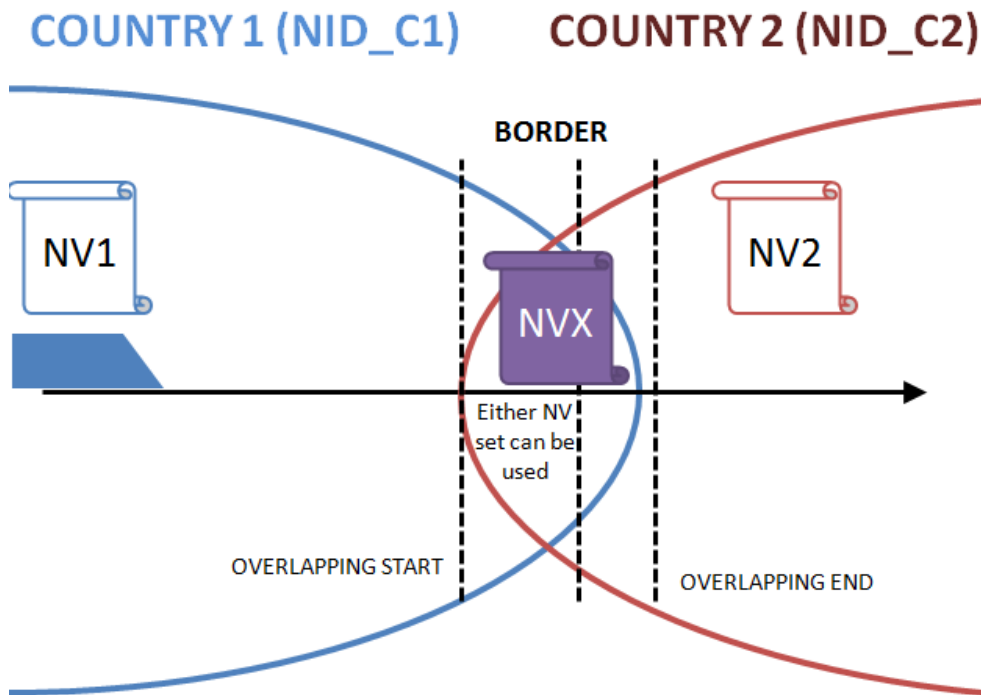 COUNTRY 1 (NID_C1)
COUNTRY 2 (NID_C2)
BORDER
NV1
NVX
NV2
Either NV
set can be
used
OVERLAPPING START
OVERLAPPING END